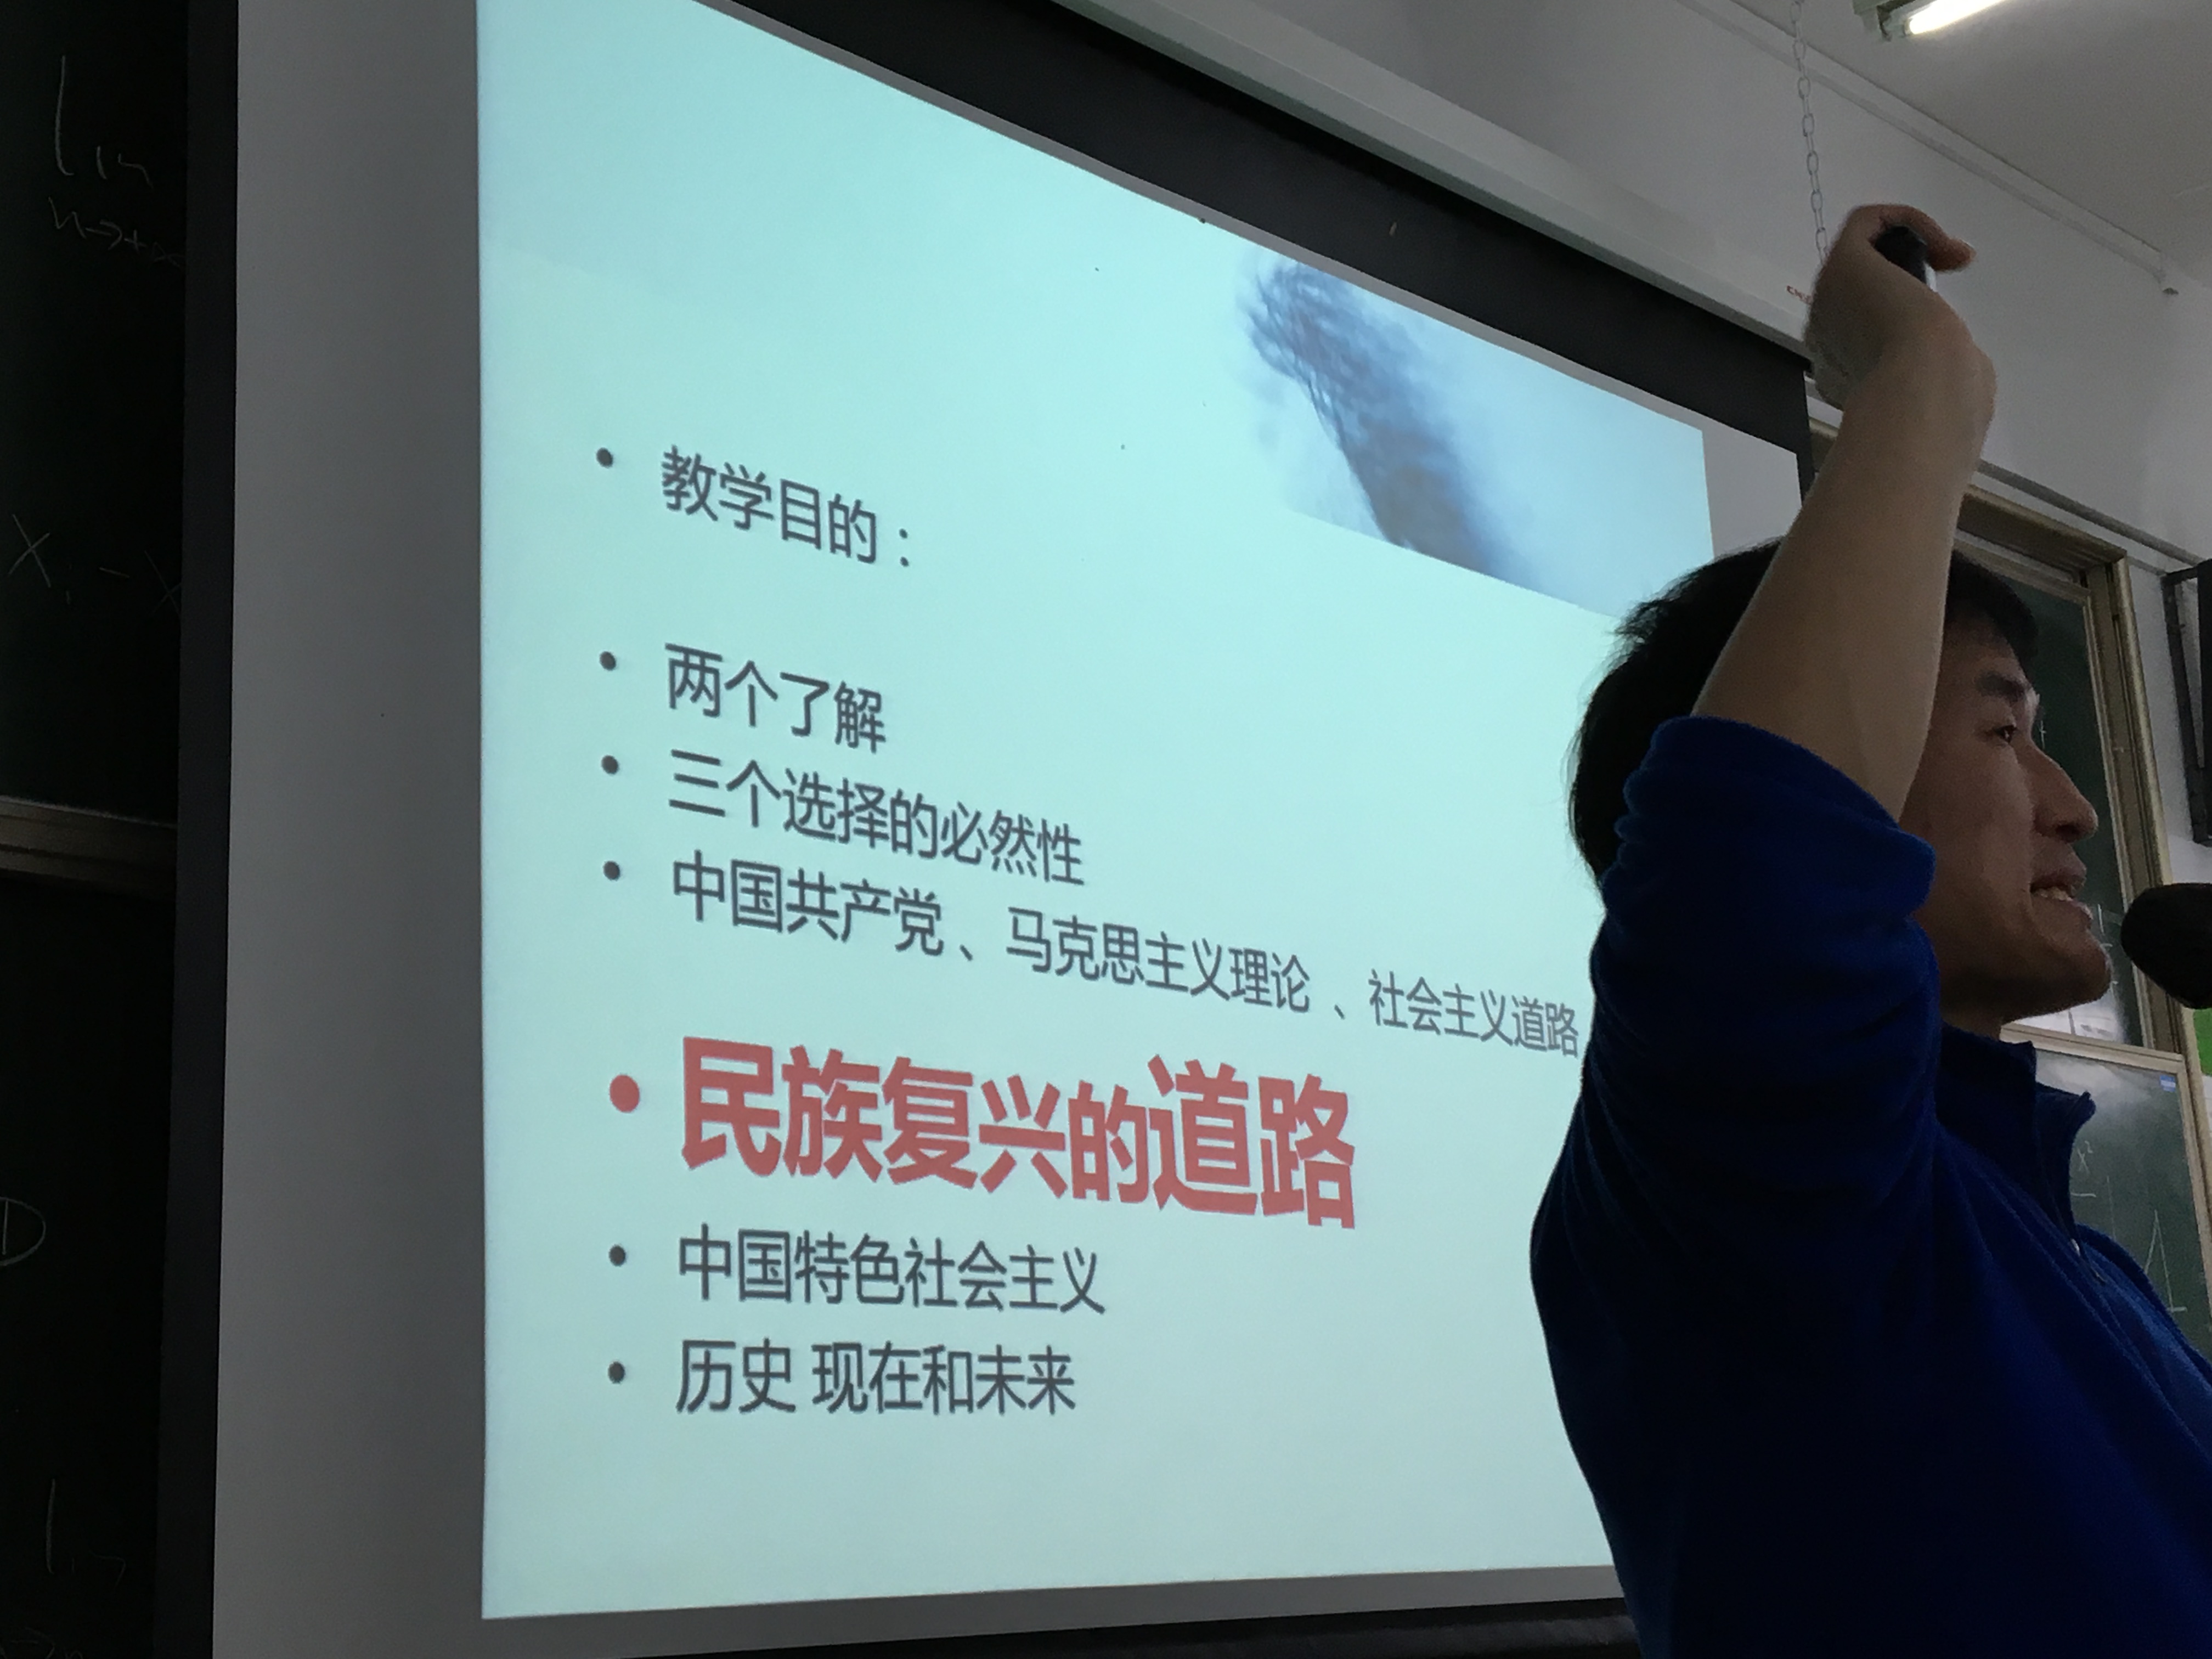 教学目的：
两个了解
三个选择的必然性
中国共产党、马克思主义理论、社会主义道路
民族复兴的道路
中国特色社会主义
历史 现在和未来